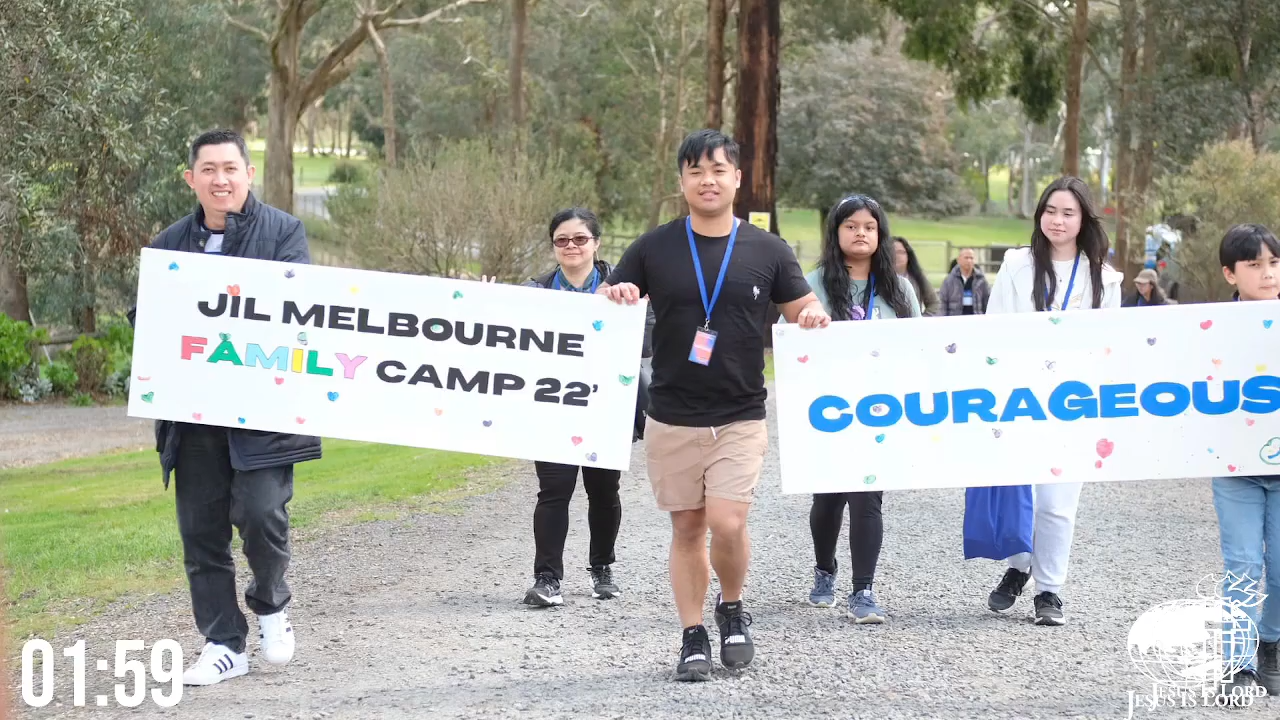 JIL MELBOURNE
FAMILY CAMP 22'
COURAGEOUS
01:59
JESUS IS LORD
JESUS IS LORD